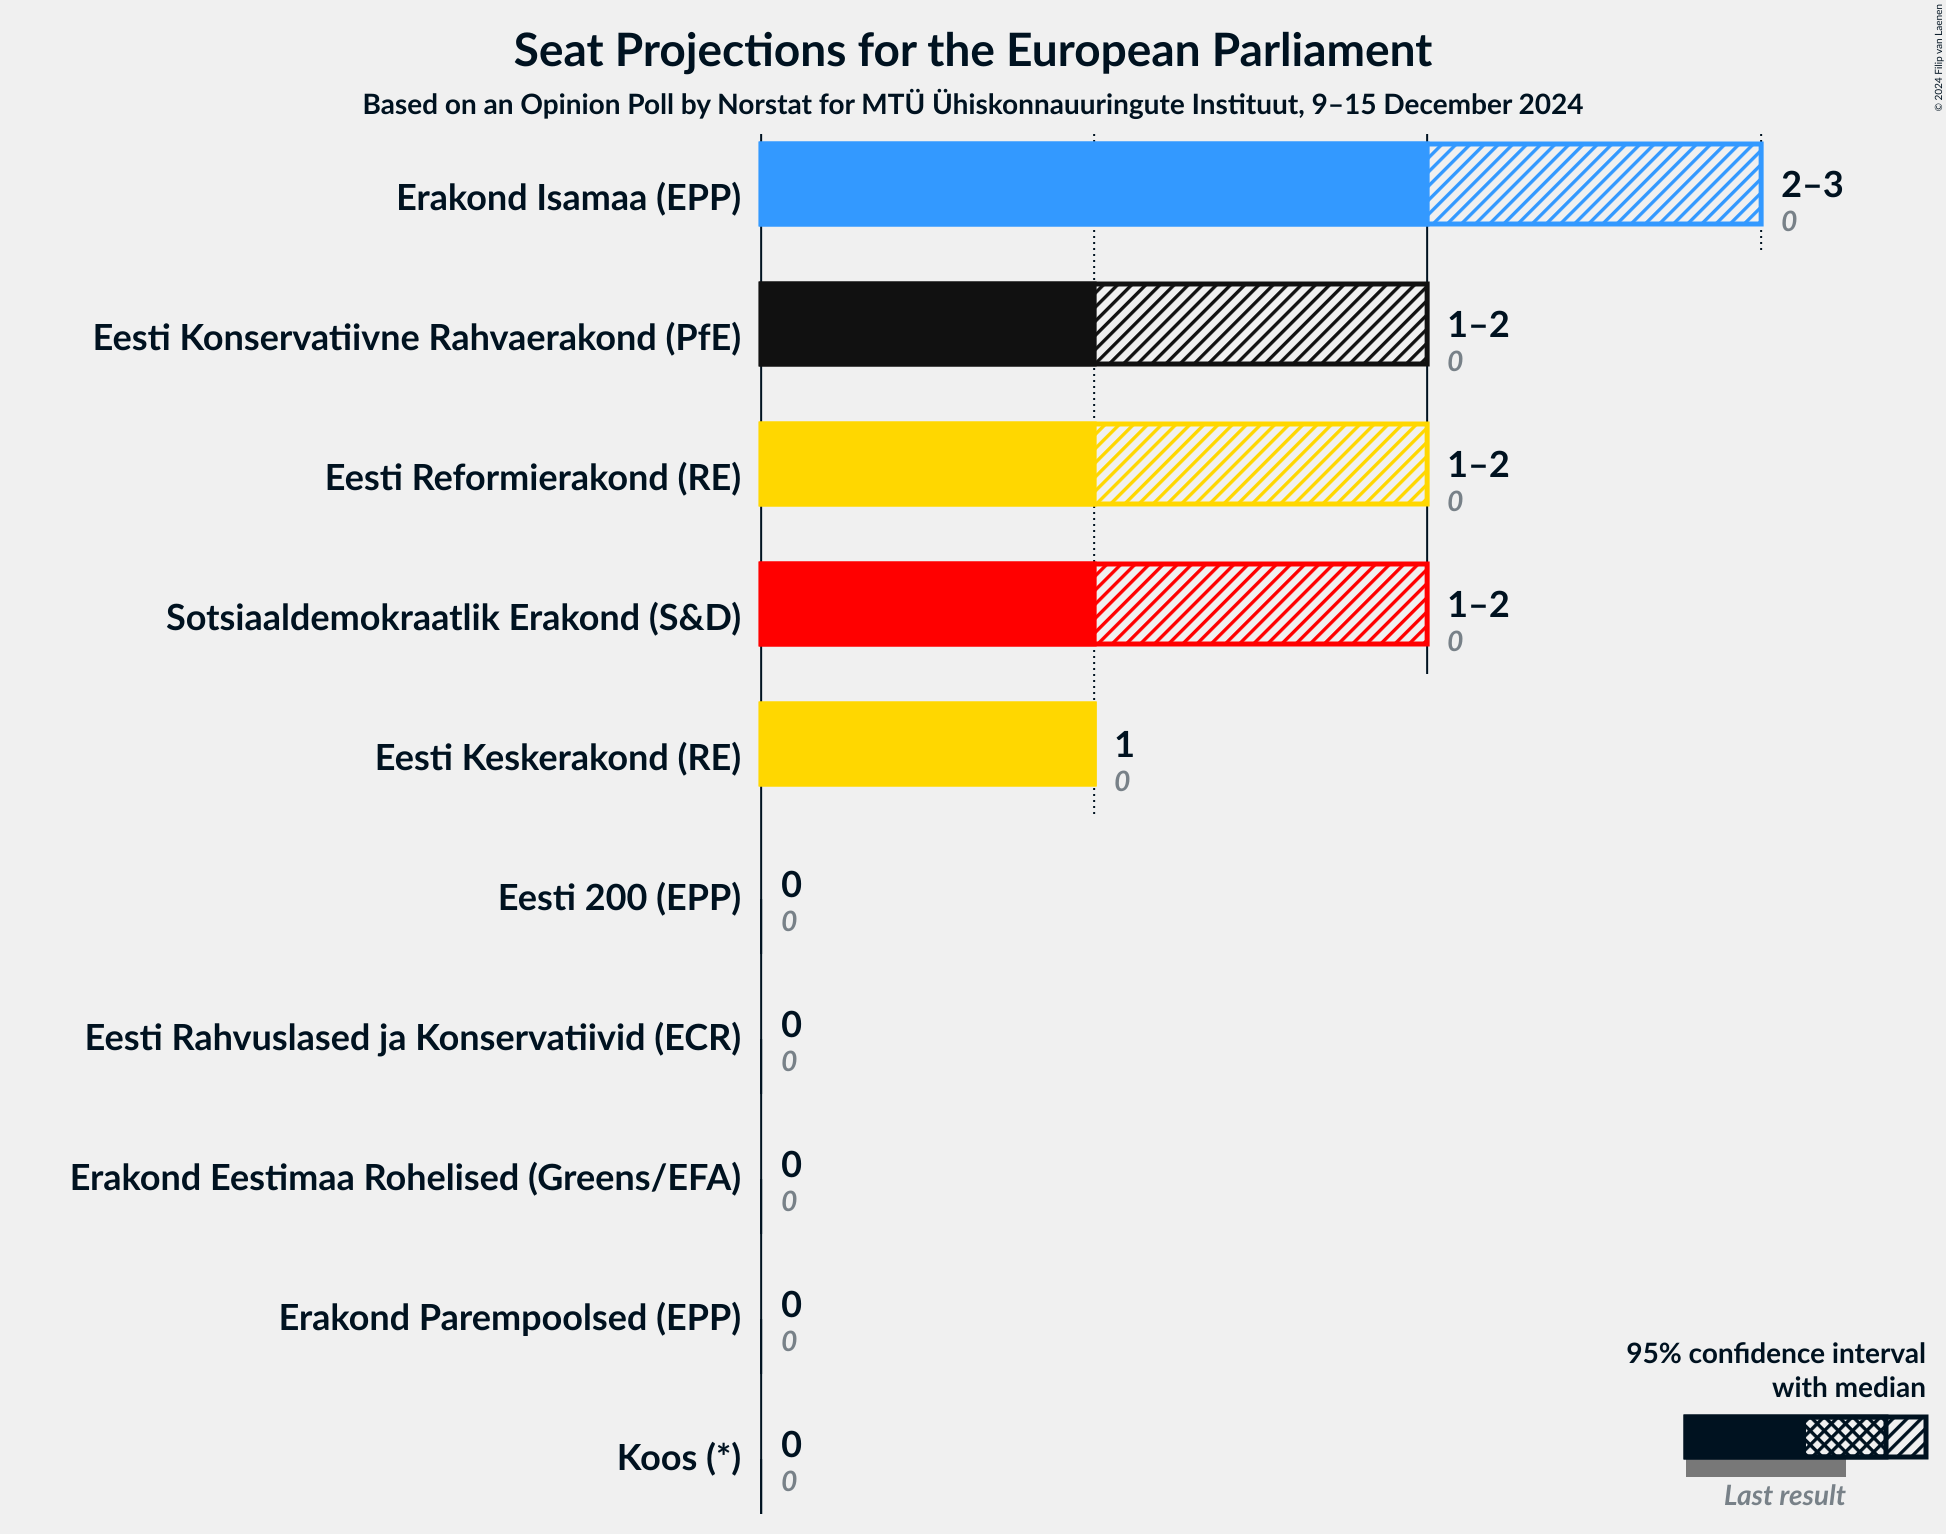 Seat Projections for the European Parliament
Based on an Opinion Poll by Norstat for MTÜ Ühiskonnauuringute Instituut, 9–15 December 2024
© 2024 Filip van Laenen
Erakond Isamaa (EPP)
2–3
0
Eesti Konservatiivne Rahvaerakond (PfE)
1–2
0
Eesti Reformierakond (RE)
1–2
0
Sotsiaaldemokraatlik Erakond (S&D)
1–2
0
Eesti Keskerakond (RE)
1
0
Eesti 200 (EPP)
0
0
Eesti Rahvuslased ja Konservatiivid (ECR)
0
0
Erakond Eestimaa Rohelised (Greens/EFA)
0
0
Erakond Parempoolsed (EPP)
0
0
Koos (*)
0
0
95% confidence interval
with median
Last result